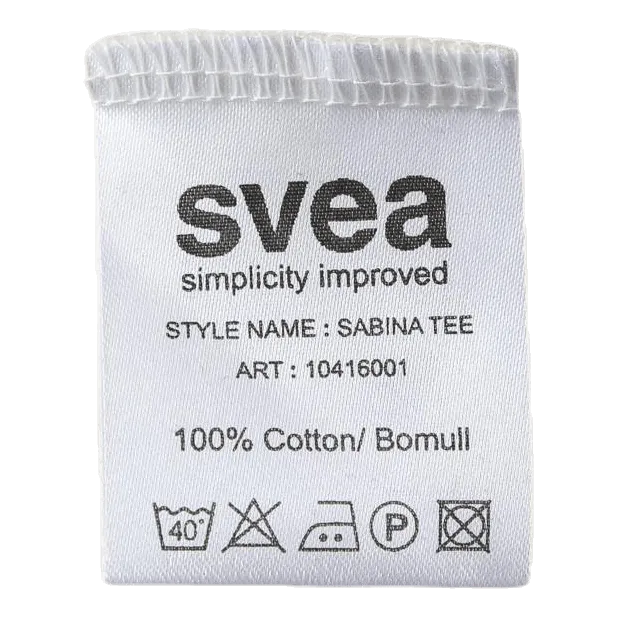 svea
simplicity improved
STYLE NAME : SABINA TEE
ART : 10416001
100% Cotton/ Bomull
40° P